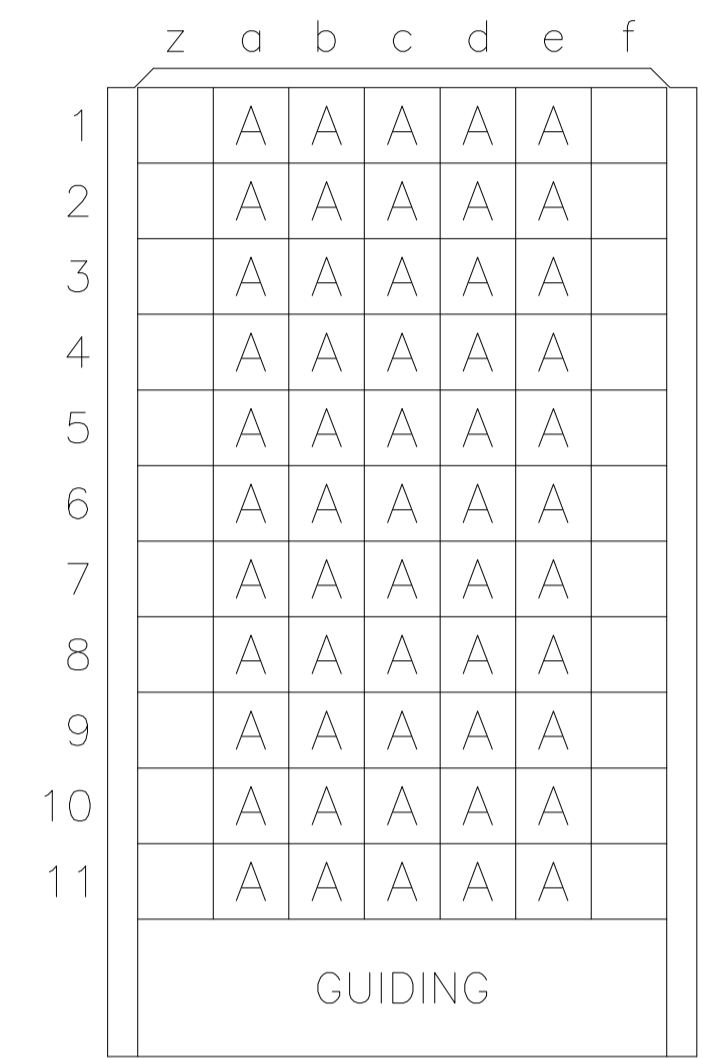 z a b c d e f
1 A A A A A
2 A A A A A
3 A A A A A
4 A A A A A
5 A A A A A
6 A A A A A
7 A A A A A
8 A A A A A
9 A A A A A
10 A A A A A
11 A A A A A
GUIDING